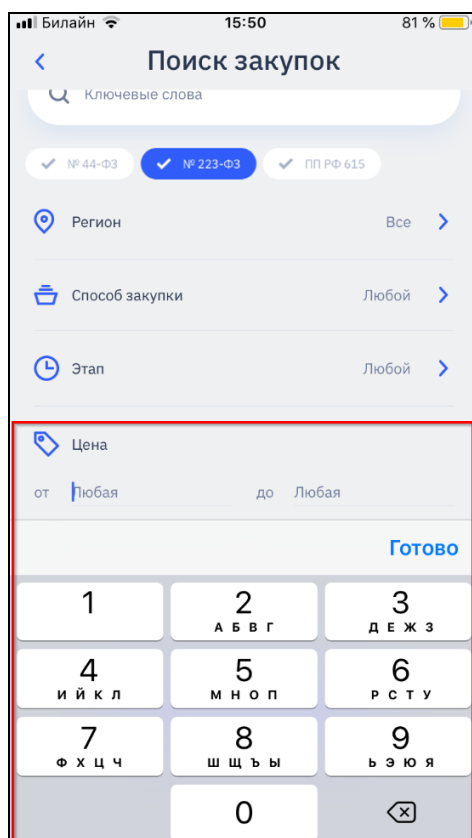 Билайн 15:50 81 %
Поиск закупок
Ключевые слова
№ 44-ФЗ № 223-ФЗ ПП РФ 615
Регион Все
Способ закупки Любой
Этап Любой
Цена
от Любая до Любая
Готово
1 2 3
А Б В Г Д Е Ж З
4 5 6
И Й К Л М Н О П Р С Т У
7 8 9
Ф Х Ц Ч Ш Щ Ъ Ы Ь Э Ю Я
0